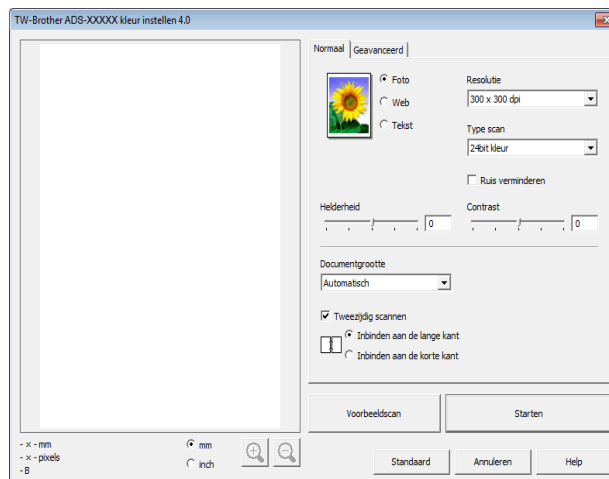 TW-Brother ADS-XXXXX kleur instellen 4.0
Normaal Geavanceerd
Foto
Web
Tekst
Resolutie
300 x 300 dpi
Type scan
24bit kleur
Ruis verminderen
Helderheid
0
Contrast
0
Documentgrootte
Automatisch
Tweezijdig scannen
Inbinden aan de lange kant
Inbinden aan de korte kant
Voorbeeldscan
Starten
- x - mm
- x - pixels
- B
mm
inch
Standaard
Annuleren
Help